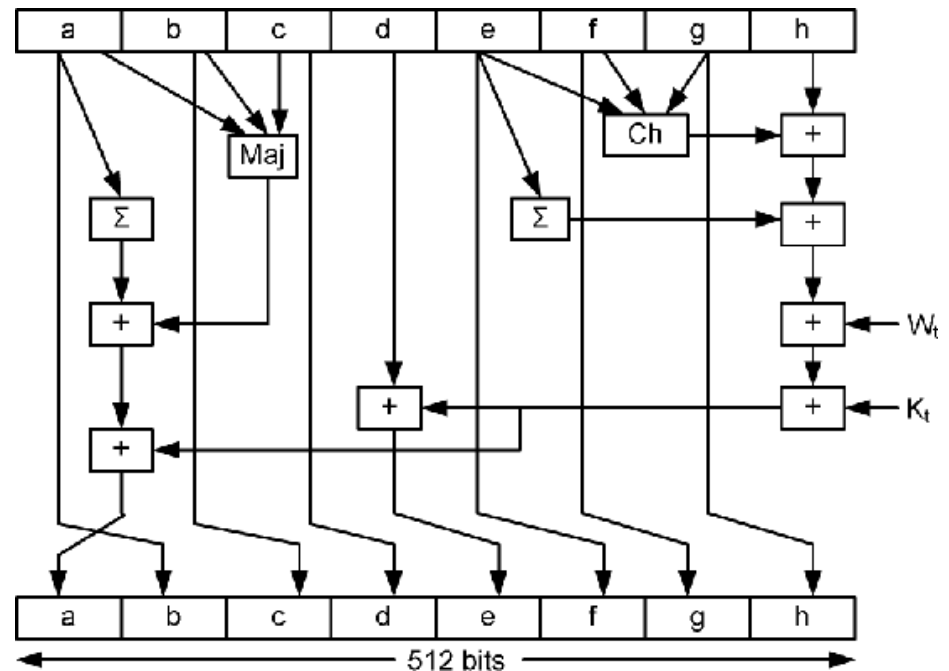 a b c d e f g h
Ch +
Maj
Σ Σ +
+ + Wₜ
+ + Kₜ
+
a b c d e f g h
512 bits